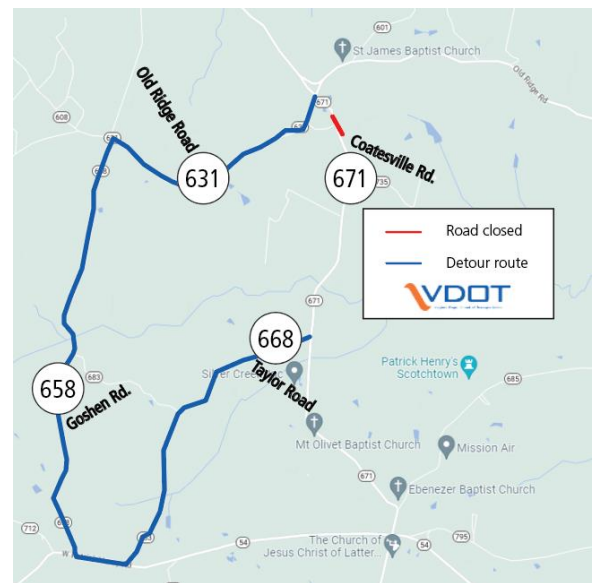 601
St James Baptist Church
Old Ridge Rd
671
608
Old Ridge Road
631
Coatesville Rd.
671
735
Road closed
Detour route
VDOT
671
668
Silver Creek
Taylor Road
Patrick Henry's
Scotchtown
685
683
658
Goshen Rd.
Mt Olivet Baptist Church
Mission Air
671
Ebenezer Baptist Church
712
54
795
54
The Church of
Jesus Christ of Latter...